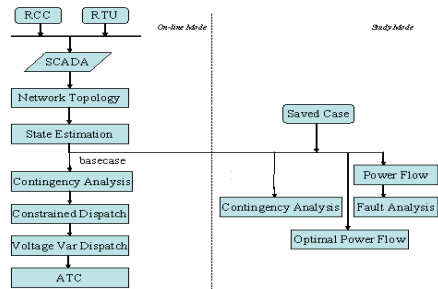 RCC
RTU
On-line Mode
Study Mode
SCADA
Network Topology
Saved Case
State Estimation
basecase
Power Flow
Contingency Analysis
Contingency Analysis
Fault Analysis
Constrained Dispatch
Optimal Power Flow
Voltage Var Dispatch
ATC